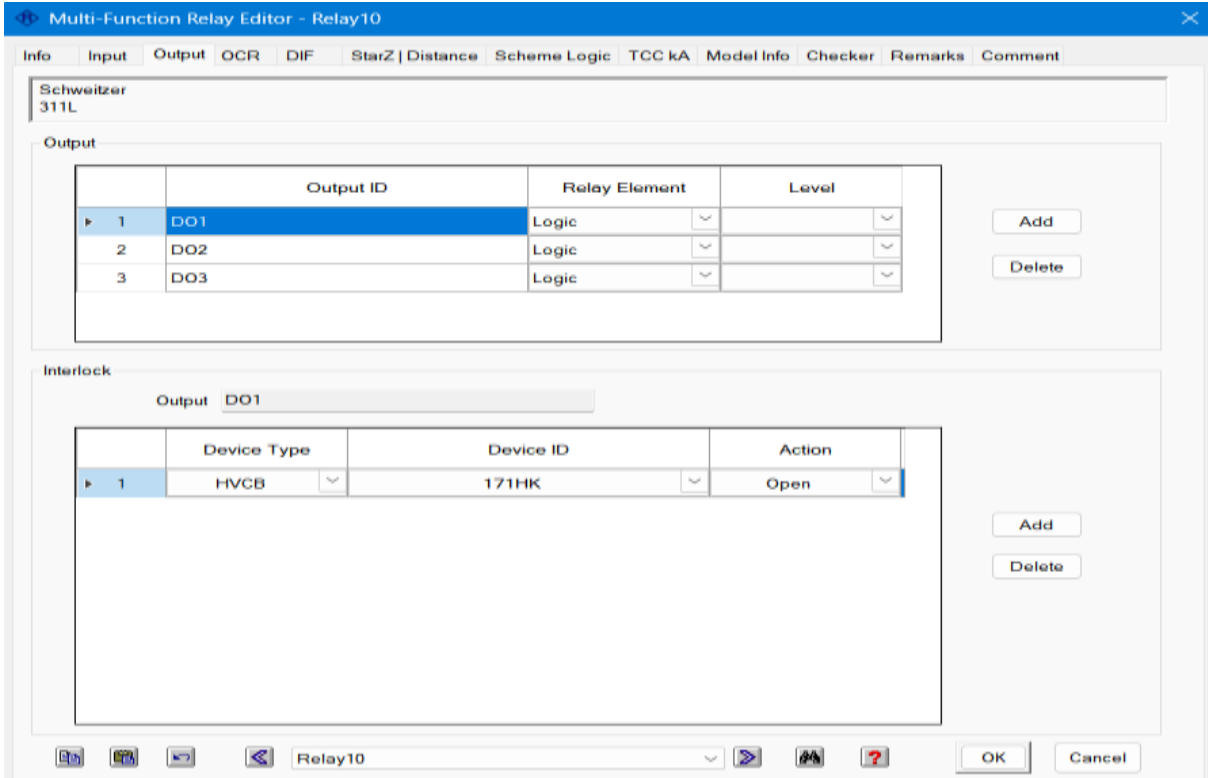 Multi-Function Relay Editor - Relay10
Info Input Output OCR DIF StarZ | Distance Scheme Logic TCC kA Model Info Checker Remarks Comment
Schweitzer
311L
Output
Output ID Relay Element Level
1 DO1 Logic
Add
2 DO2 Logic
Delete
3 DO3 Logic
Interlock
Output DO1
Device Type Device ID Action
1 HVCB 171HK Open
Add
Delete
Relay10 ? OK Cancel